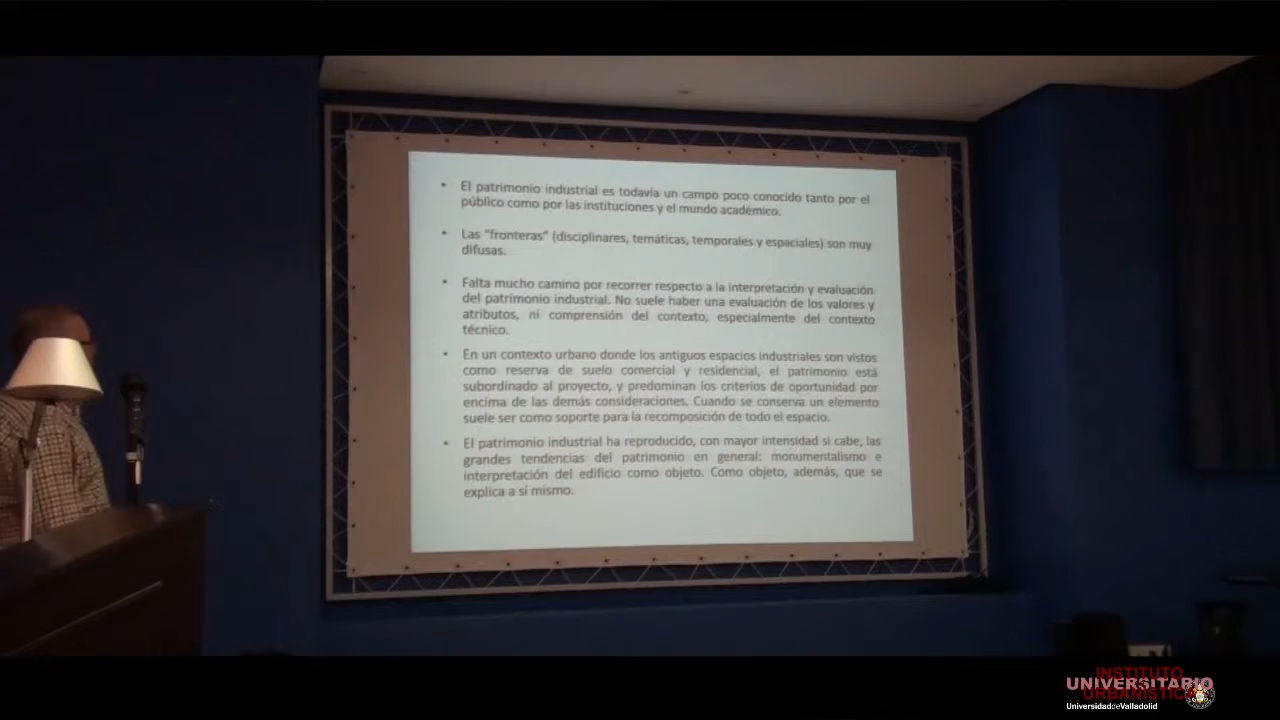 • El patrimonio industrial es todavía un campo poco conocido tanto por el
público como por las instituciones y el mundo académico.
• Las "fronteras" (disciplinares, temáticas, temporales y espaciales) son muy
difusas.
• Falta mucho camino por recorrer respecto a la interpretación y evaluación
del patrimonio industrial. No suele haber una evaluación de los valores y
atributos, ni comprensión del contexto, especialmente del contexto
técnico.
• En un contexto urbano donde los antiguos espacios industriales son vistos
como reserva de suelo comercial y residencial, el patrimonio está
subordinado al proyecto, y predominan los criterios de oportunidad por
encima de las demás consideraciones. Cuando se conserva un elemento
suele ser como soporte para la recomposición de todo el espacio.
• El patrimonio industrial ha reproducido, con mayor intensidad si cabe, las
grandes tendencias del patrimonio en general: monumentalismo e
interpretación del edificio como objeto. Como objeto, además, que se
explica a sí mismo.
INSTITUTO
UNIVERSITARIO
URBANÍSTICA
UniversidaddeValladolid